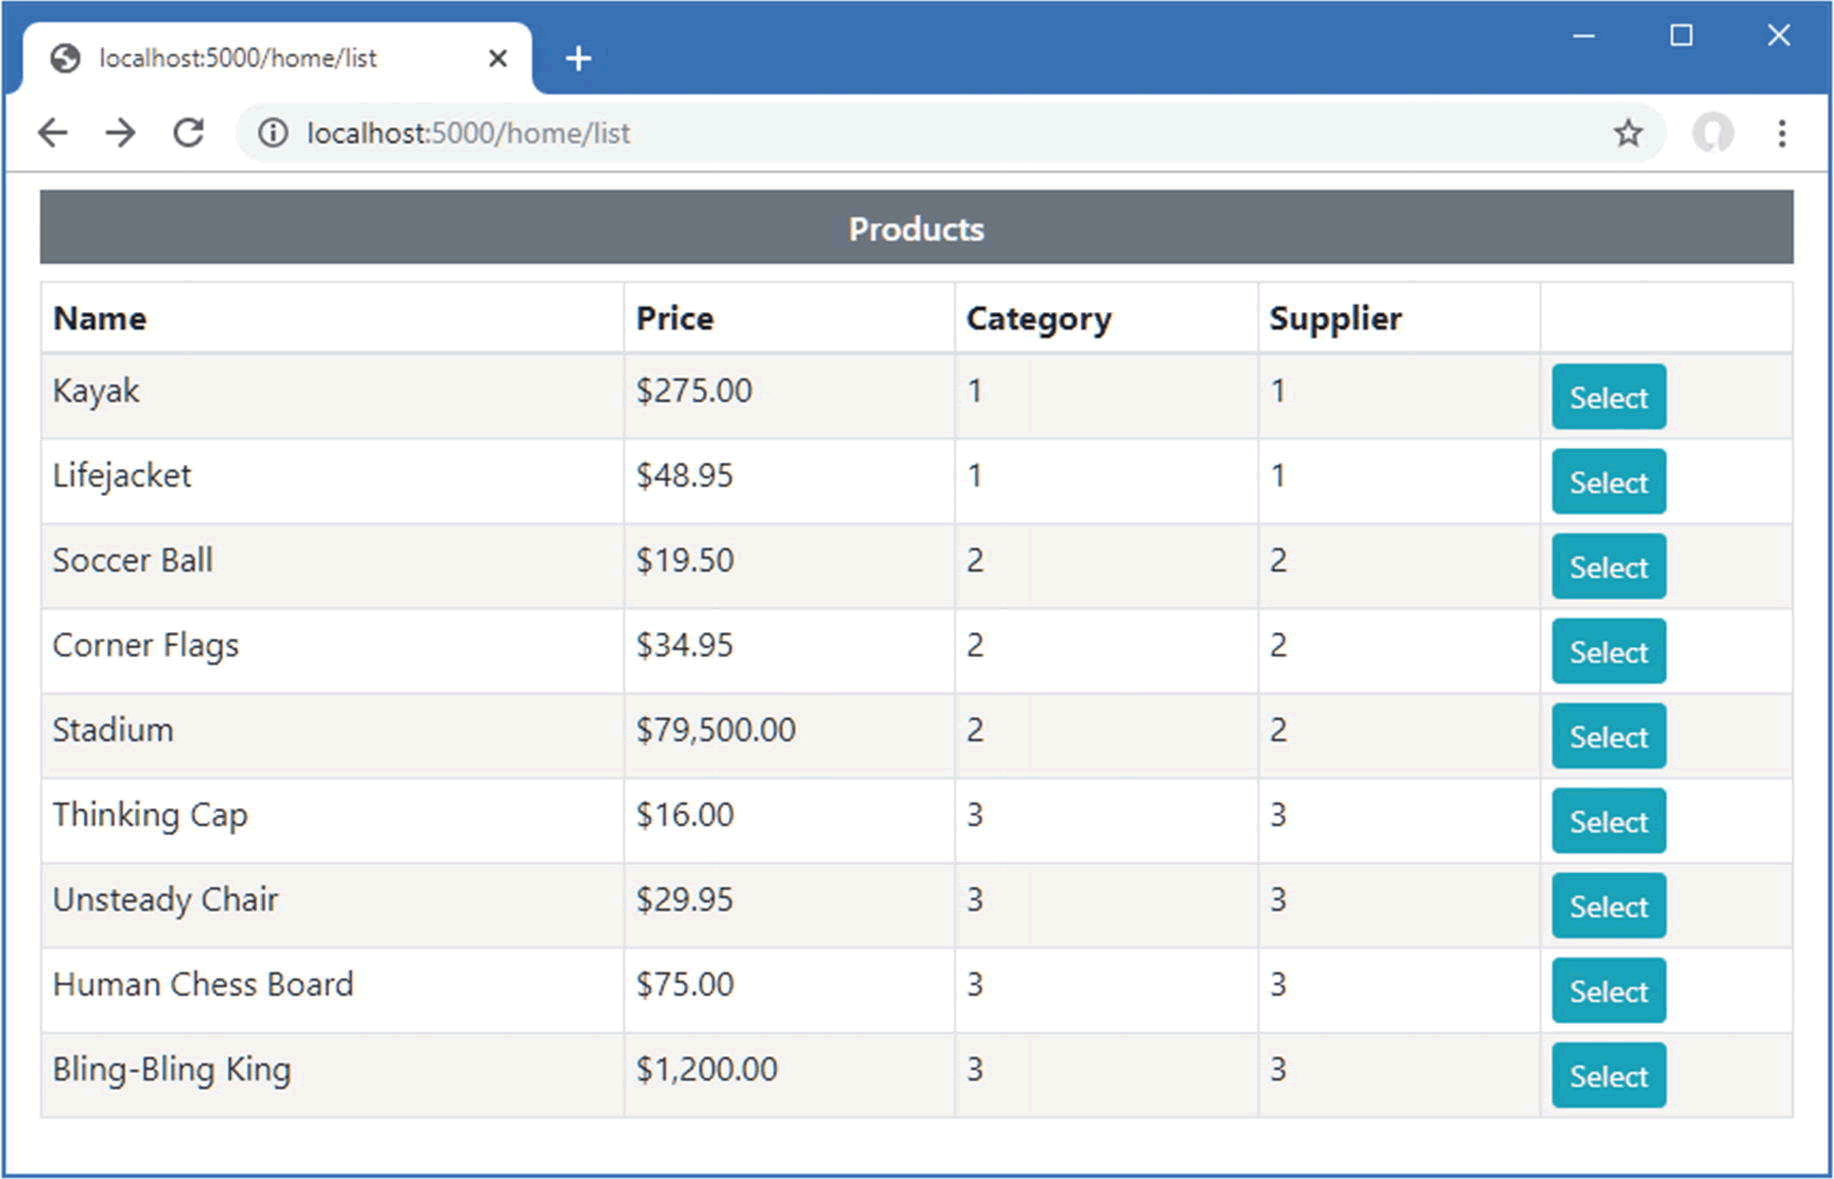 localhost:5000/home/list
localhost:5000/home/list
Products
Name Price Category Supplier
Kayak $275.00 1 1 Select
Lifejacket $48.95 1 1 Select
Soccer Ball $19.50 2 2 Select
Corner Flags $34.95 2 2 Select
Stadium $79,500.00 2 2 Select
Thinking Cap $16.00 3 3 Select
Unsteady Chair $29.95 3 3 Select
Human Chess Board $75.00 3 3 Select
Bling-Bling King $1,200.00 3 3 Select